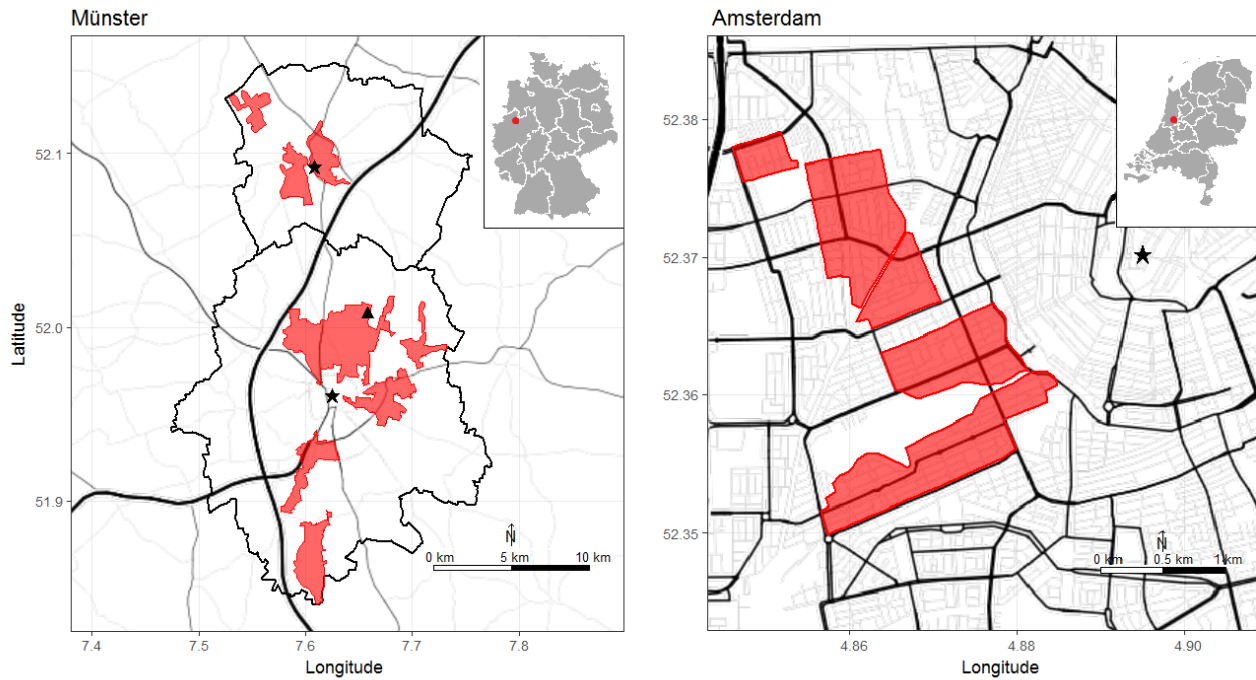 Münster
Amsterdam
52.1
52.0
51.9
Latitude
N
0 km 5 km 10 km
7.4 7.5 7.6 7.7 7.8
Longitude
52.38
52.37
52.36
52.35
N
0 km 0.5 km 1 km
4.86 4.88 4.90
Longitude